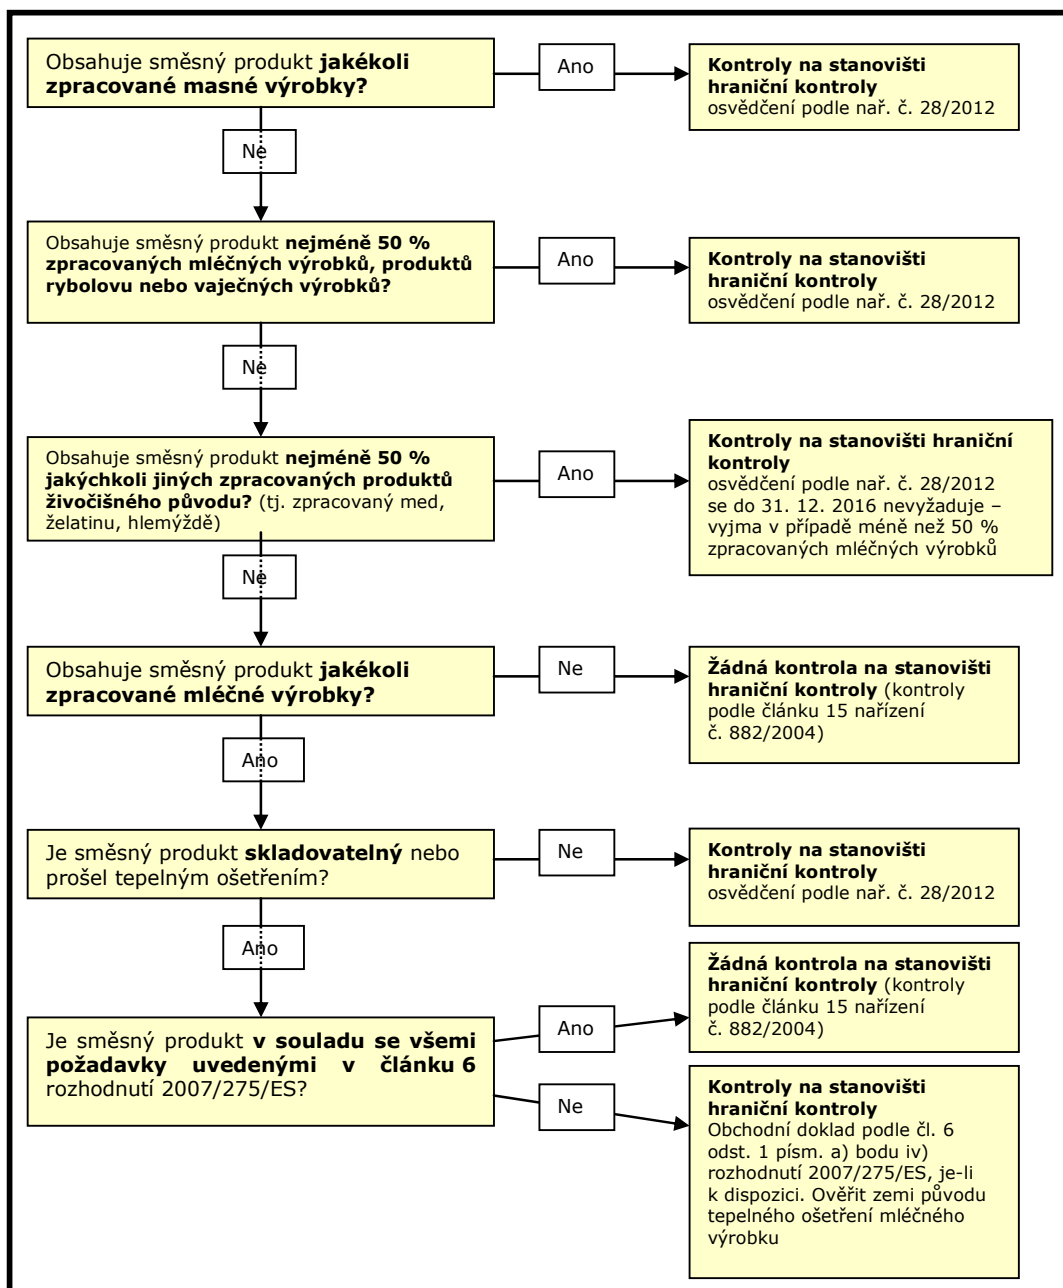 Obsahuje směsný produkt jakékoli
zpracované masné výrobky?
Ano
Kontroly na stanovišti
hraniční kontroly
osvědčení podle nař. č. 28/2012
Ne
Obsahuje směsný produkt nejméně 50 %
zpracovaných mléčných výrobků, produktů
rybolovu nebo vaječných výrobků?
Ano
Kontroly na stanovišti
hraniční kontroly
osvědčení podle nař. č. 28/2012
Ne
Obsahuje směsný produkt nejméně 50 %
jakýchkoli jiných zpracovaných produktů
živočišného původu? (tj. zpracovaný med,
želatinu, hlemýždě)
Ano
Kontroly na stanovišti hraniční
kontroly
osvědčení podle nař. č. 28/2012
se do 31. 12. 2016 nevyžaduje –
vyjma v případě méně než 50 %
zpracovaných mléčných výrobků
Ne
Obsahuje směsný produkt jakékoli
zpracované mléčné výrobky?
Ne
Žádná kontrola na stanovišti
hraniční kontroly (kontroly
podle článku 15 nařízení
č. 882/2004)
Ano
Je směsný produkt skladovatelný nebo
prošel tepelným ošetřením?
Ne
Kontroly na stanovišti
hraniční kontroly
osvědčení podle nař. č. 28/2012
Ano
Je směsný produkt v souladu se všemi
požadavky uvedenými v článku 6
rozhodnutí 2007/275/ES?
Ano
Žádná kontrola na stanovišti
hraniční kontroly (kontroly
podle článku 15 nařízení
č. 882/2004)
Ne
Kontroly na stanovišti
hraniční kontroly
Obchodní doklad podle čl. 6
odst. 1 písm. a) bodu iv)
rozhodnutí 2007/275/ES, je-li
k dispozici. Ověřit zemi původu
tepelného ošetření mléčného
výrobku